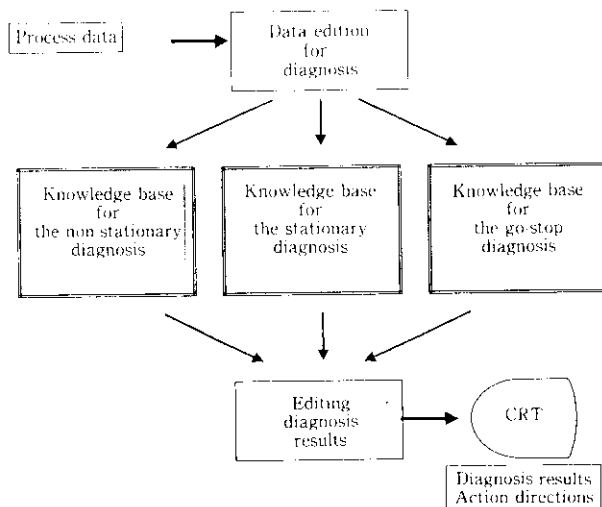 Process data
Data edition
for
diagnosis
Knowledge base
for
the non stationary
diagnosis
Knowledge base
for
the stationary
diagnosis
Knowledge base
for
the go-stop
diagnosis
Editing
diagnosis
results
CRT
Diagnosis results
Action directions